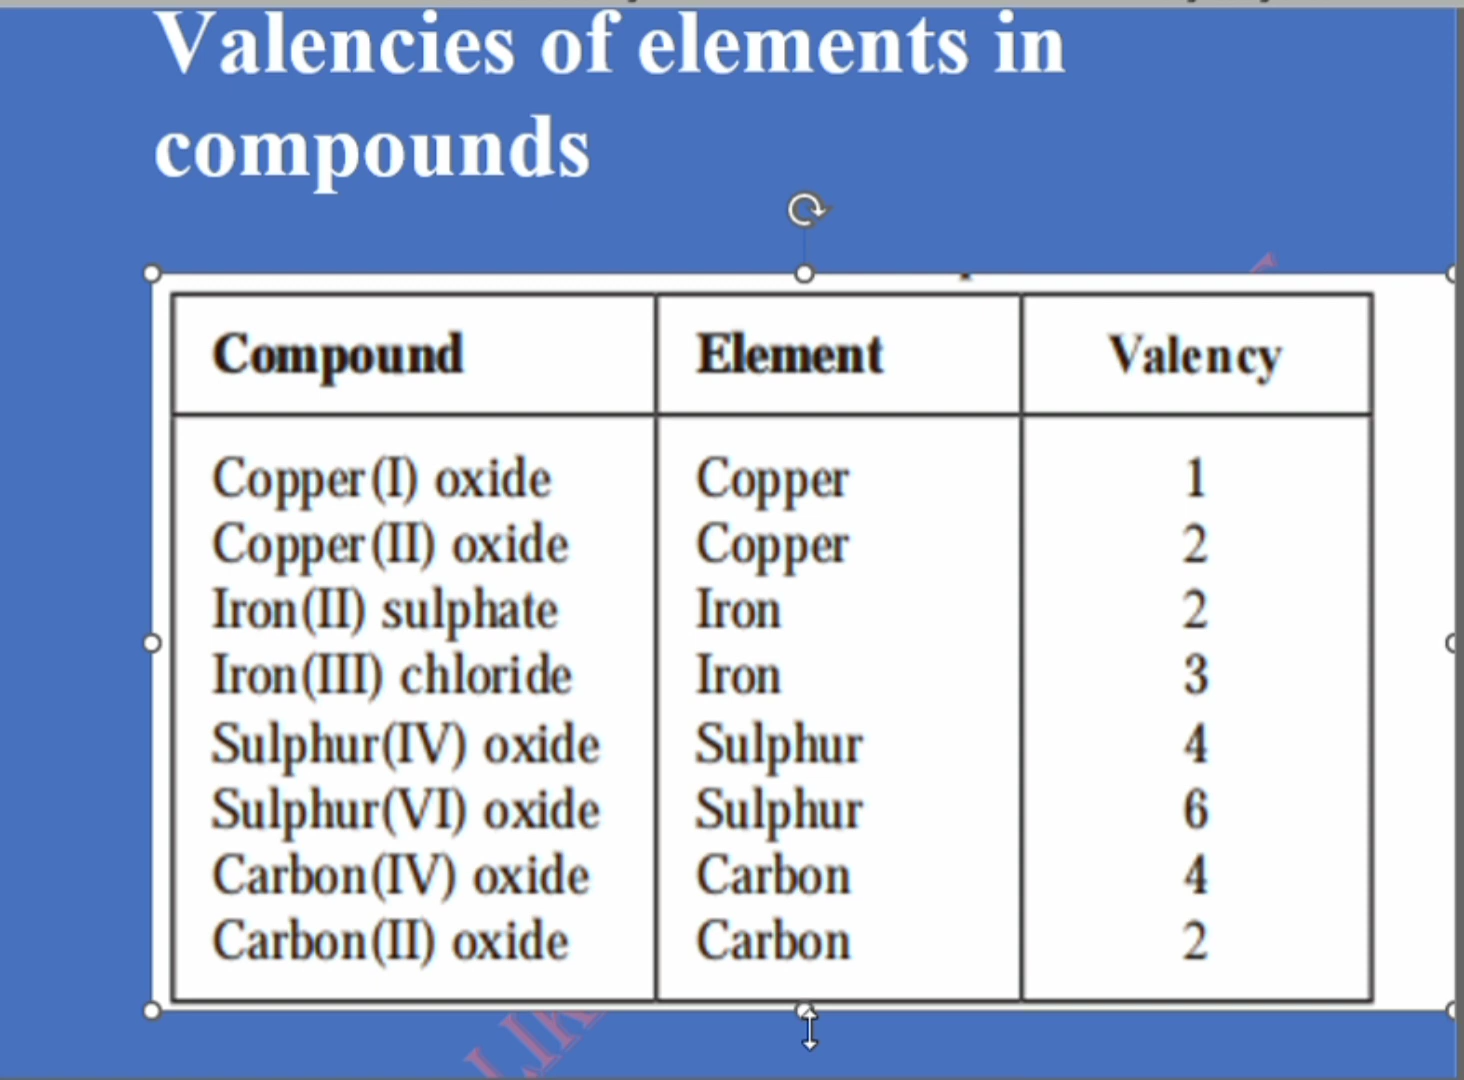 Valencies of elements in
compounds
Compound Element Valency
Copper(I) oxide Copper 1
Copper(II) oxide Copper 2
Iron(II) sulphate Iron 2
Iron(III) chloride Iron 3
Sulphur(IV) oxide Sulphur 4
Sulphur(VI) oxide Sulphur 6
Carbon(IV) oxide Carbon 4
Carbon(II) oxide Carbon 2